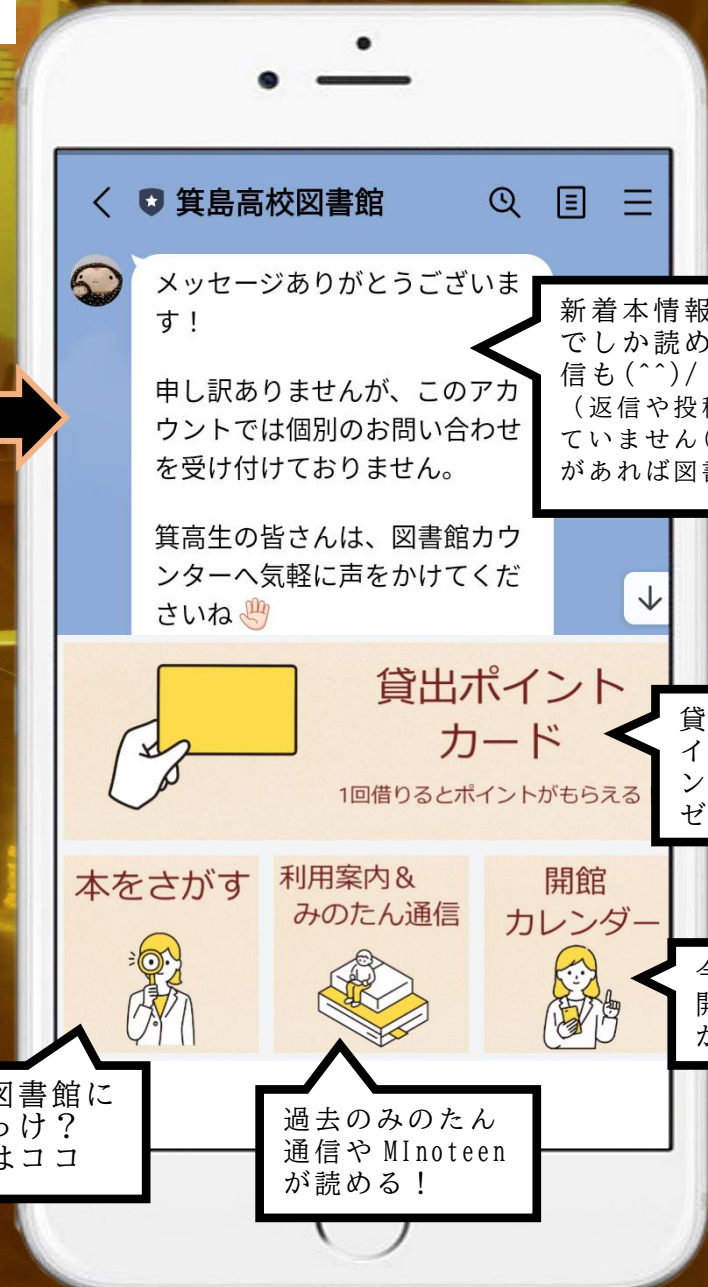 箕島高校図書館
メッセージありがとうございま
す！
申し訳ありませんが、このアカ
ウントでは個別のお問い合わせ
を受け付けておりません。
箕高生の皆さんは、図書館カウ
ンターへ気軽に声をかけてくだ
さいね
新着本情報
でしか読め
信も(^^)/
（返信や投稿
ていません(
があれば図書
貸出ポイント
カード
1回借りるとポイントがもらえる！
貸
イ
ン
ゼ
本をさがす
利用案内＆
みのたん通信
開館
カレンダー
開
か
図書館に
っけ？
はココ
過去のみのたん
通信や MInoteen
が読める！